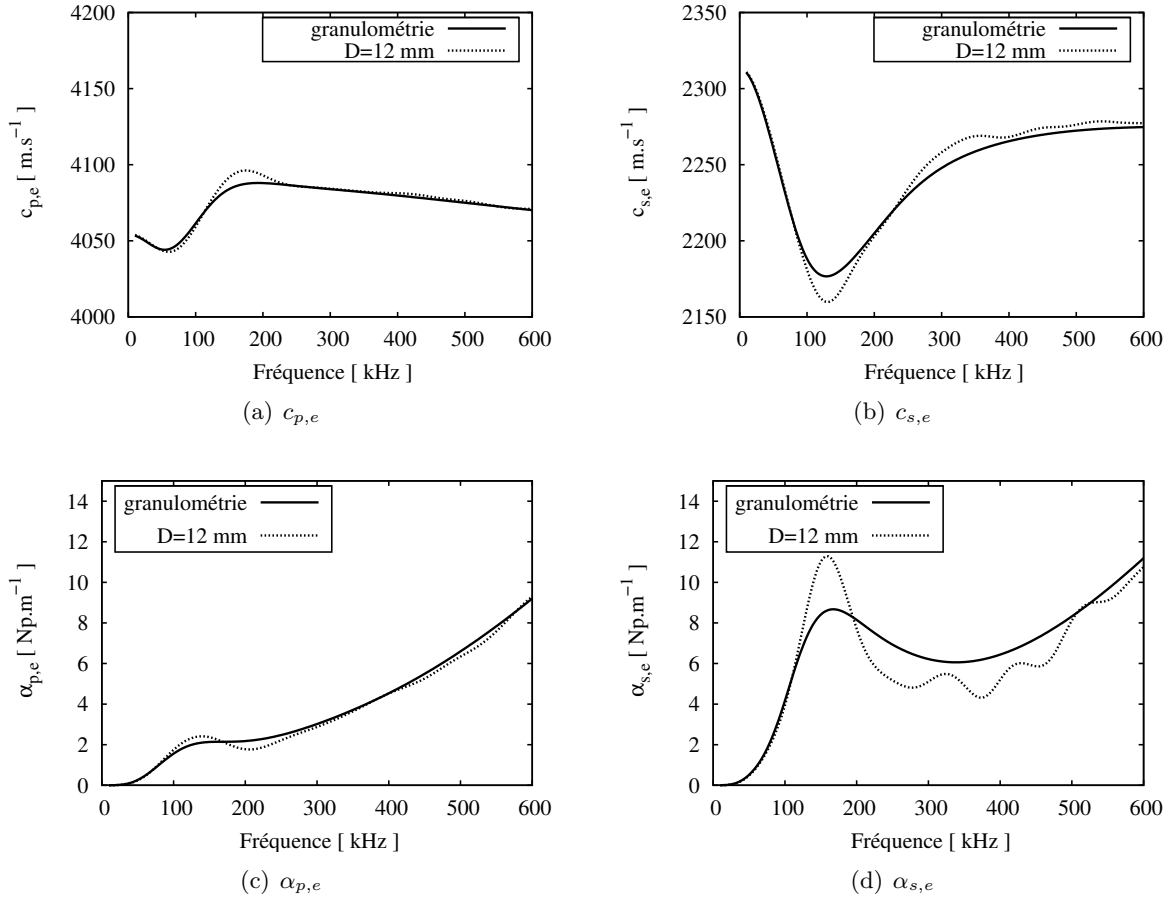 4200
4150
4100
4050
4000
c_{p,e} [ m.s^{−1} ]
granulométrie
D=12 mm
0 100 200 300 400 500 600
Fréquence [ kHz ]
(a) c_{p,e}
2350
2300
2250
2200
2150
c_{s,e} [ m.s^{−1} ]
granulométrie
D=12 mm
0 100 200 300 400 500 600
Fréquence [ kHz ]
(b) c_{s,e}
14
12
10
8
6
4
2
0
α_{p,e} [ Np.m^{−1} ]
granulométrie
D=12 mm
0 100 200 300 400 500 600
Fréquence [ kHz ]
(c) α_{p,e}
14
12
10
8
6
4
2
0
α_{s,e} [ Np.m^{−1} ]
granulométrie
D=12 mm
0 100 200 300 400 500 600
Fréquence [ kHz ]
(d) α_{s,e}